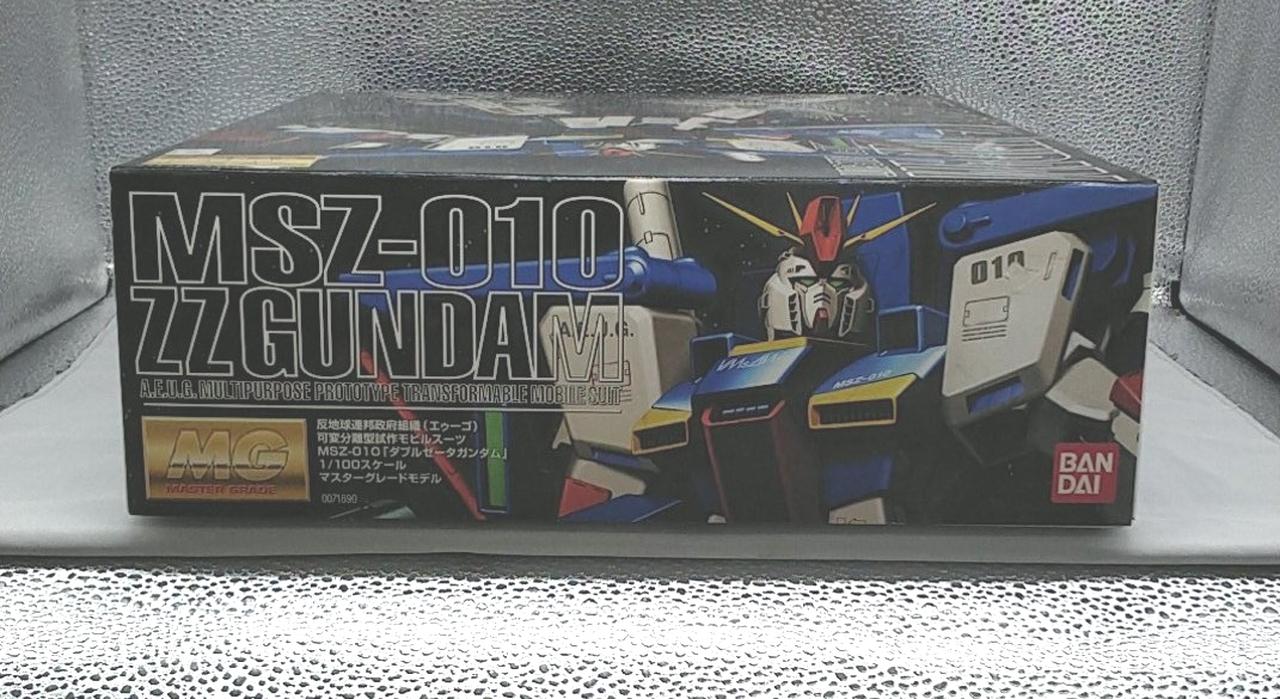 MSZ-010
ZZGUNDAM
A.E.U.G. MULTIPURPOSE PROTOTYPE TRANSFORMABLE MOBILE SUIT
MG
MASTER GRADE
反地球連邦政府組織(エゥーゴ)
可変分離型試作モビルスーツ
MSZ-010「ダブルゼータガンダム」
1/100スケール
マスターグレードモデル
0071690
A.E.U.G.
MSZ-010
010
BAN
DAI
010